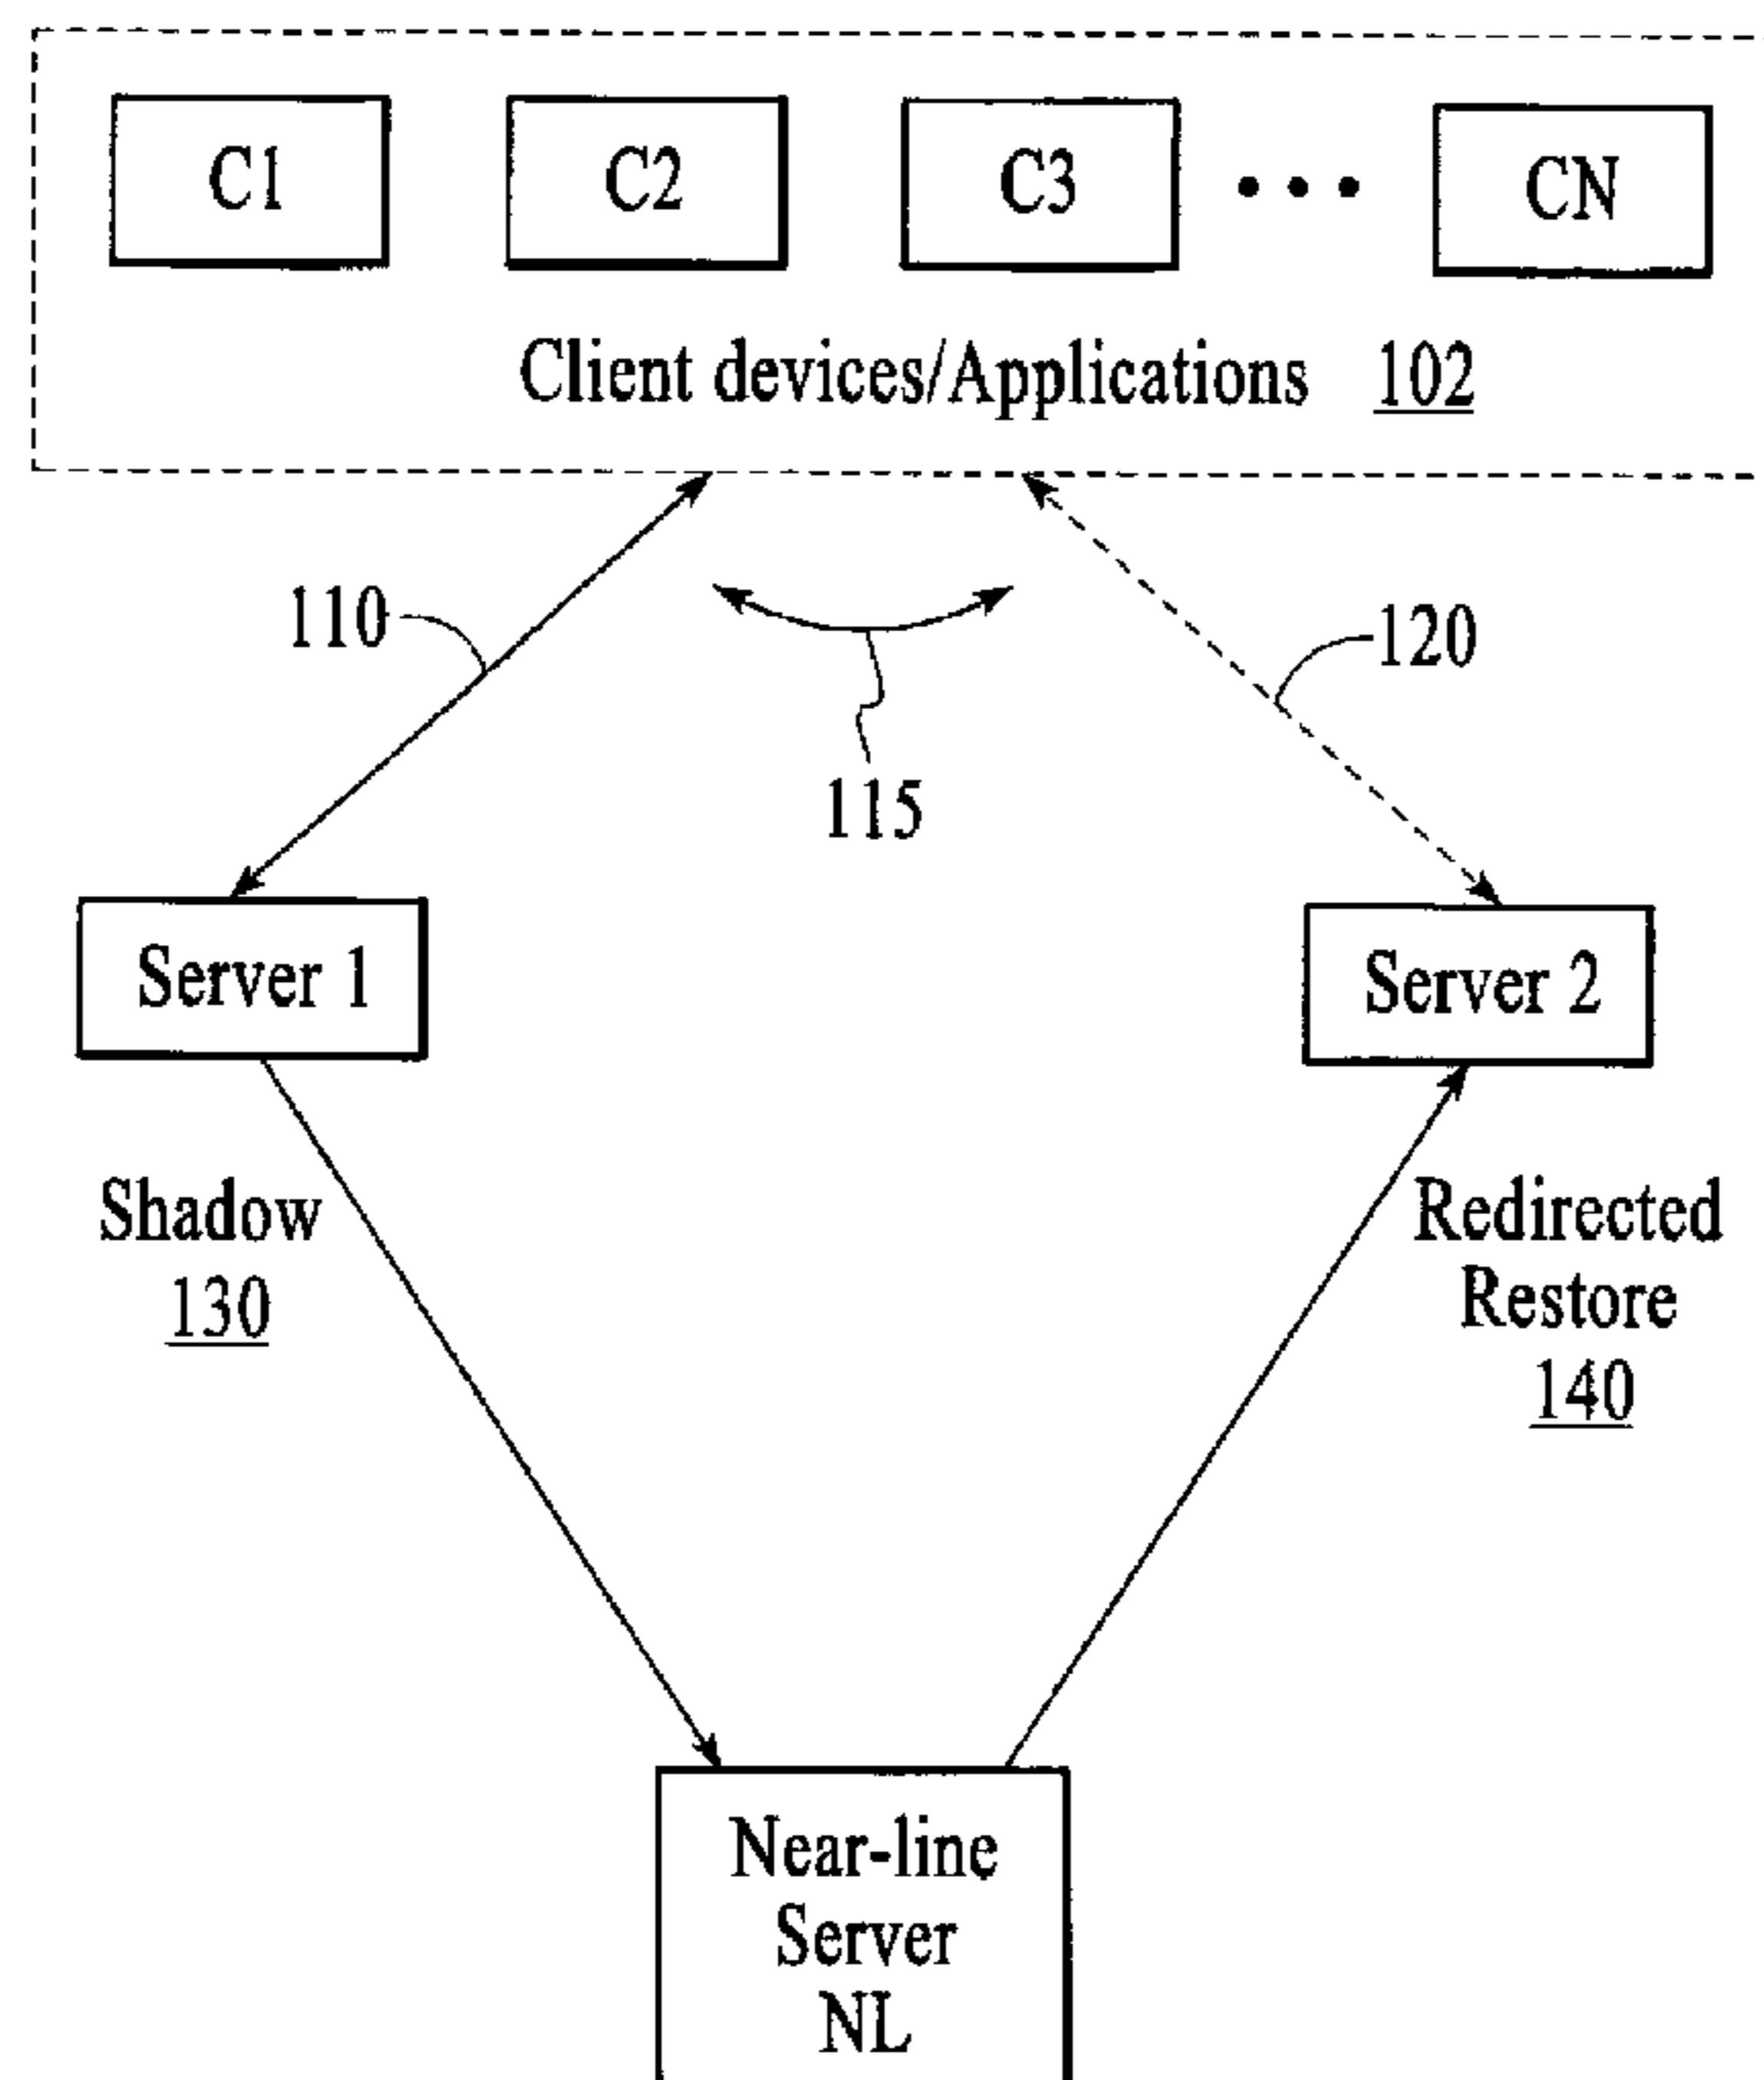 C1
C2
C3
CN
Client devices/Applications 102
110
120
115
Server 1
Server 2
Shadow
130
Redirected
Restore
140
Near-line
Server
NL